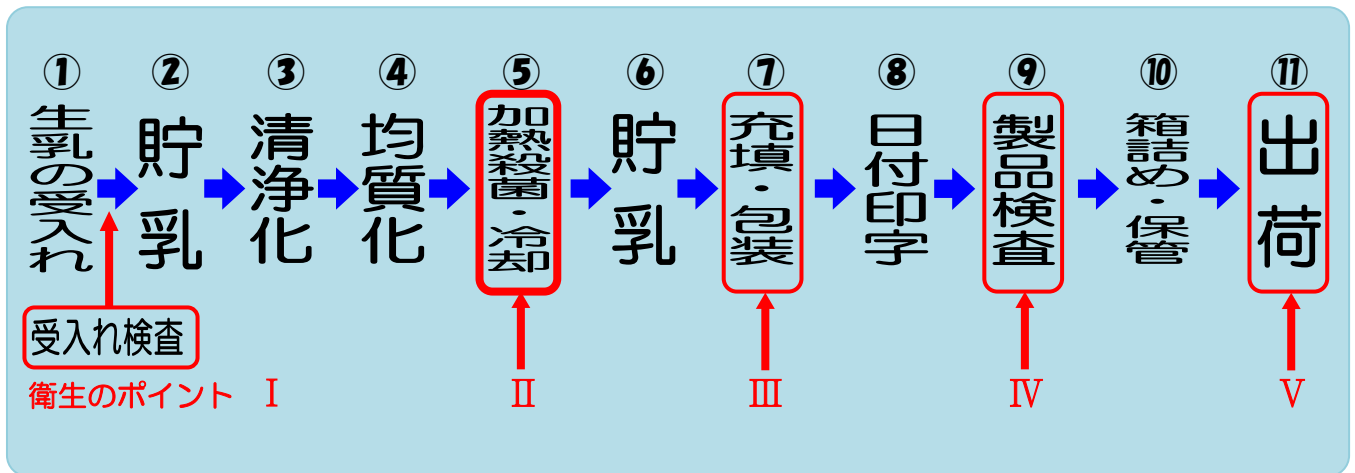 ①
生乳の受入れ
②
貯乳
③
清浄化
④
均質化
⑤
加熱殺菌・冷却
⑥
貯乳
⑦
充填・包装
⑧
日付印字
⑨
製品検査
⑩
箱詰め・保管
⑪
出荷
受入れ検査
衛生のポイント Ⅰ
Ⅱ
Ⅲ
Ⅳ
Ⅴ